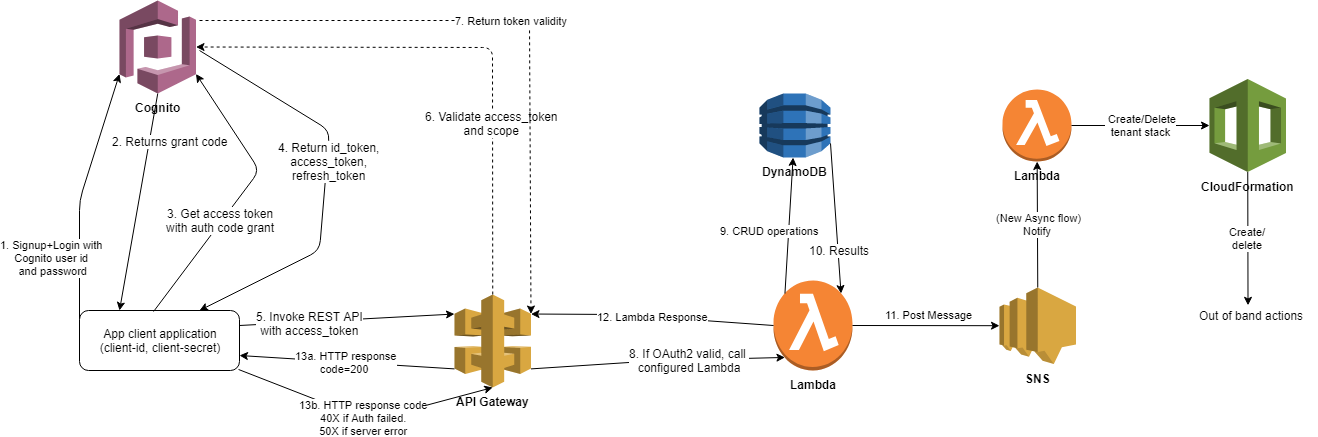 7. Return token validity
Cognito
2. Returns grant code
4. Return id_token,
access_token,
refresh_token
6. Validate access_token
and scope
3. Get access token
with auth code grant
1. Signup+Login with
Cognito user id
and password
App client application
(client-id, client-secret)
5. Invoke REST API
with access_token
13a. HTTP response
code=200
13b. HTTP response code
40X if Auth failed.
50X if server error
API Gateway
12. Lambda Response
8. If OAuth2 valid, call
configured Lambda
DynamoDB
9. CRUD operations
10. Results
Lambda
11. Post Message
SNS
(New Async flow)
Notify
Lambda
Create/Delete
tenant stack
CloudFormation
Create/
delete
Out of band actions